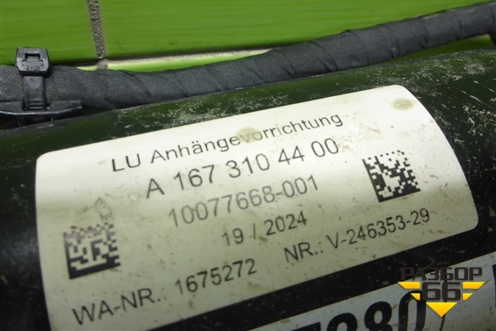 LU Anhängevorrichtung
A 167 310 44 00
10077668-001
19 / 2024
WA-NR.: 1675272 NR.: V-246353-29
РАЗБОР
66